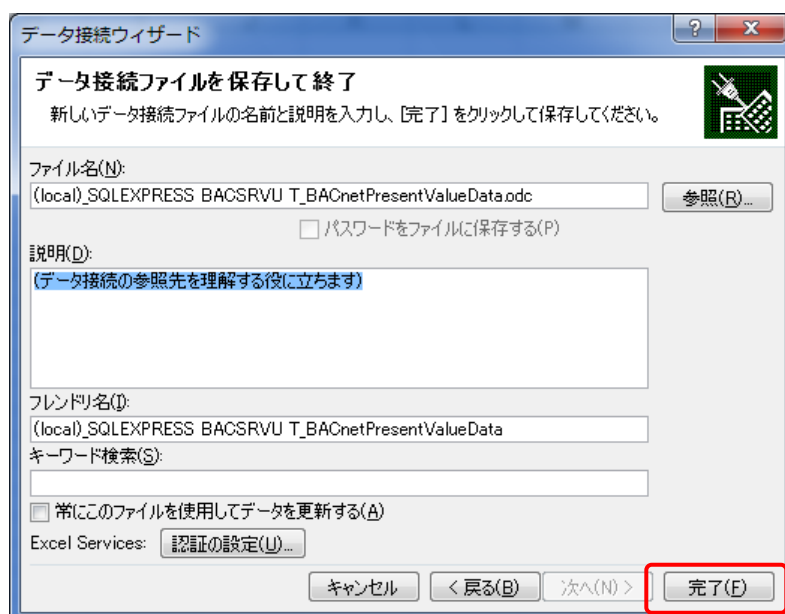 データ接続ウィザード
データ接続ファイルを保存して終了
新しいデータ接続ファイルの名前と説明を入力し、[完了] をクリックして保存してください。
ファイル名(N):
(local)_SQLEXPRESS BACSRVU T_BACnetPresentValueData.odc
参照(R)...
パスワードをファイルに保存する(P)
説明(D):
(データ接続の参照先を理解する役に立ちます)
フレンドリ名(I):
(local)_SQLEXPRESS BACSRVU T_BACnetPresentValueData
キーワード検索(S):
常にこのファイルを使用してデータを更新する(A)
Excel Services: 認証の設定(U)...
キャンセル < 戻る(B) 次へ(N) > 完了(F)